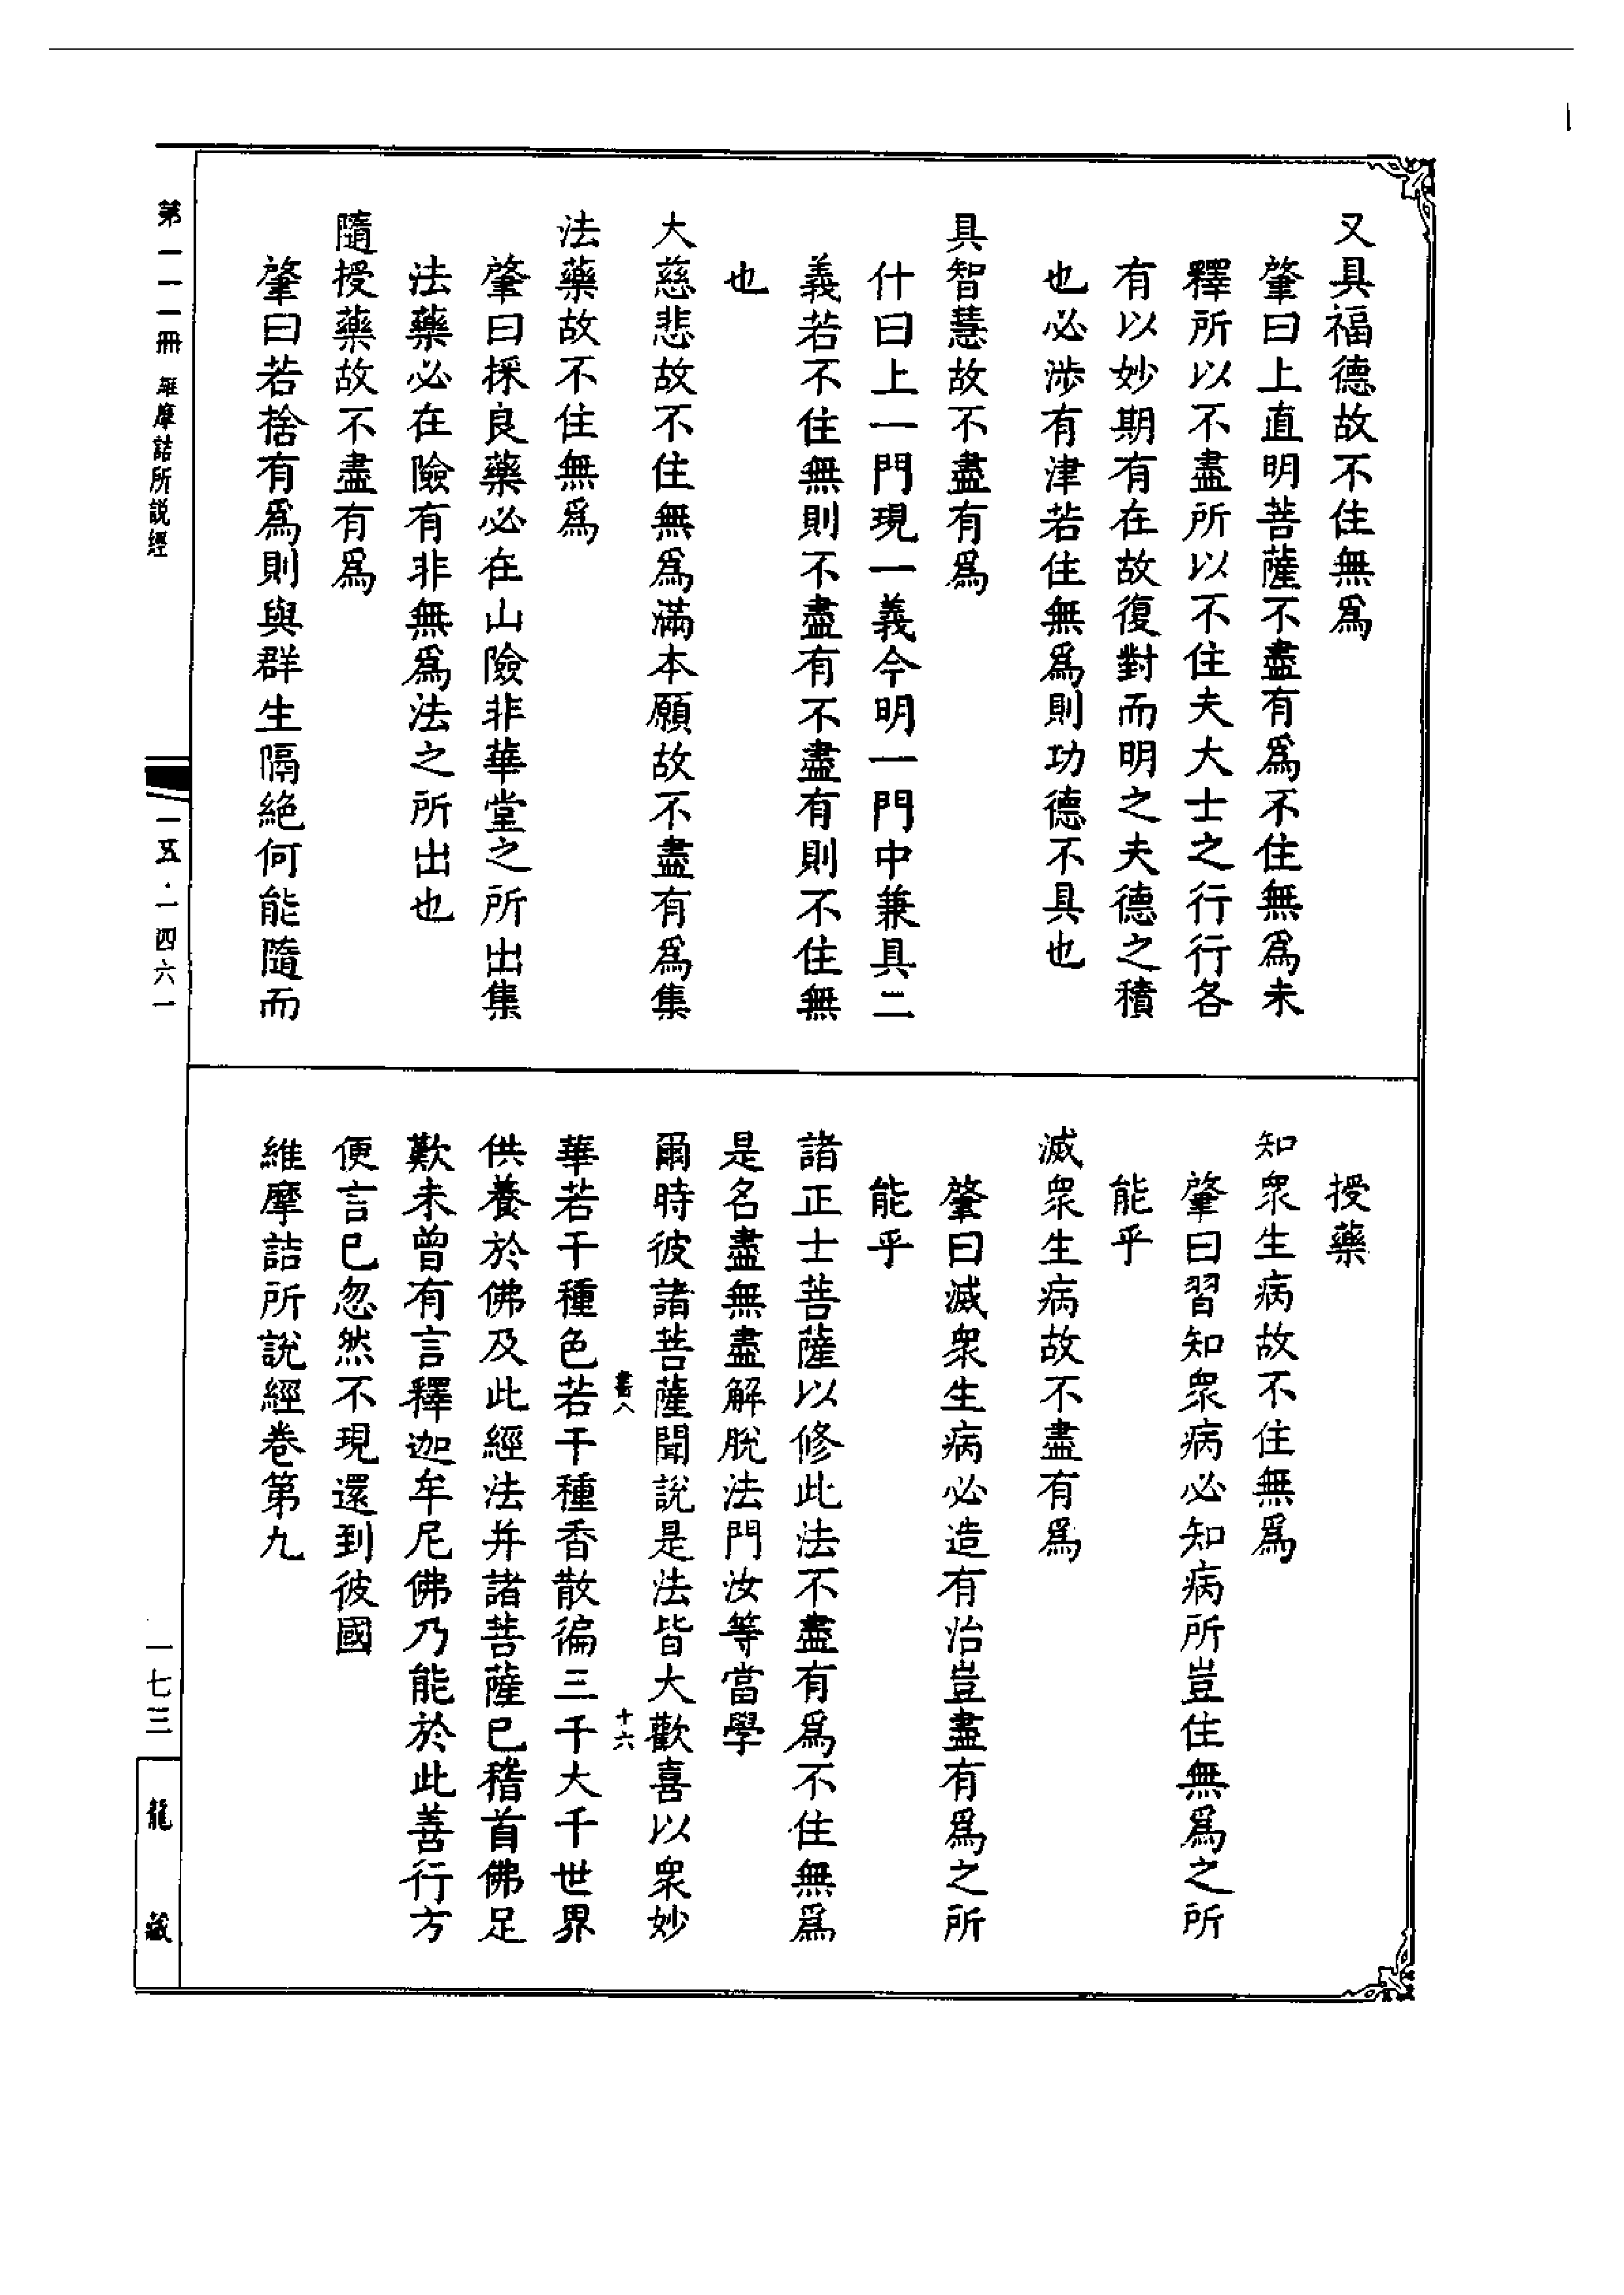 又具福德故不住無爲
肇曰上直明菩薩不盡有爲不住無爲未
釋所以不盡所以不住夫大士之行行各
有以妙期有在故復對而明之夫德之積
也必涉有津若住無爲則功德不具也
具智慧故不盡有爲
什曰上一門現一義今明一門中兼具二
義若不住無則不盡有不盡有則不住無
也
大慈悲故不住無爲滿本願故不盡有爲集
法藥故不住無爲
肇曰採良藥必在山險非華堂之所出集
法藥必在險有非無爲法之所出也
隨授藥故不盡有爲
肇曰若捨有爲則與群生隔絶何能隨而
授藥
知衆生病故不住無爲
肇曰習知衆病必知病所豈住無爲之所
能乎
滅衆生病故不盡有爲
肇曰滅衆生病必造有治豈盡有爲之所
能乎
諸正士菩薩以修此法不盡有爲不住無爲
是名盡無盡解脫法門汝等當學
爾時彼諸菩薩聞說是法皆大歡喜以衆妙
書八
十六
華若干種色若干種香散徧三千大千世界
供養於佛及此經法并諸菩薩已稽首佛足
歎未曾有言釋迦牟尼佛乃能於此善行方
便言已忽然不現還到彼國
維摩詰所說經卷第九
第一一一冊 維摩詰所説經
一五·一四六一
一七三
龍藏